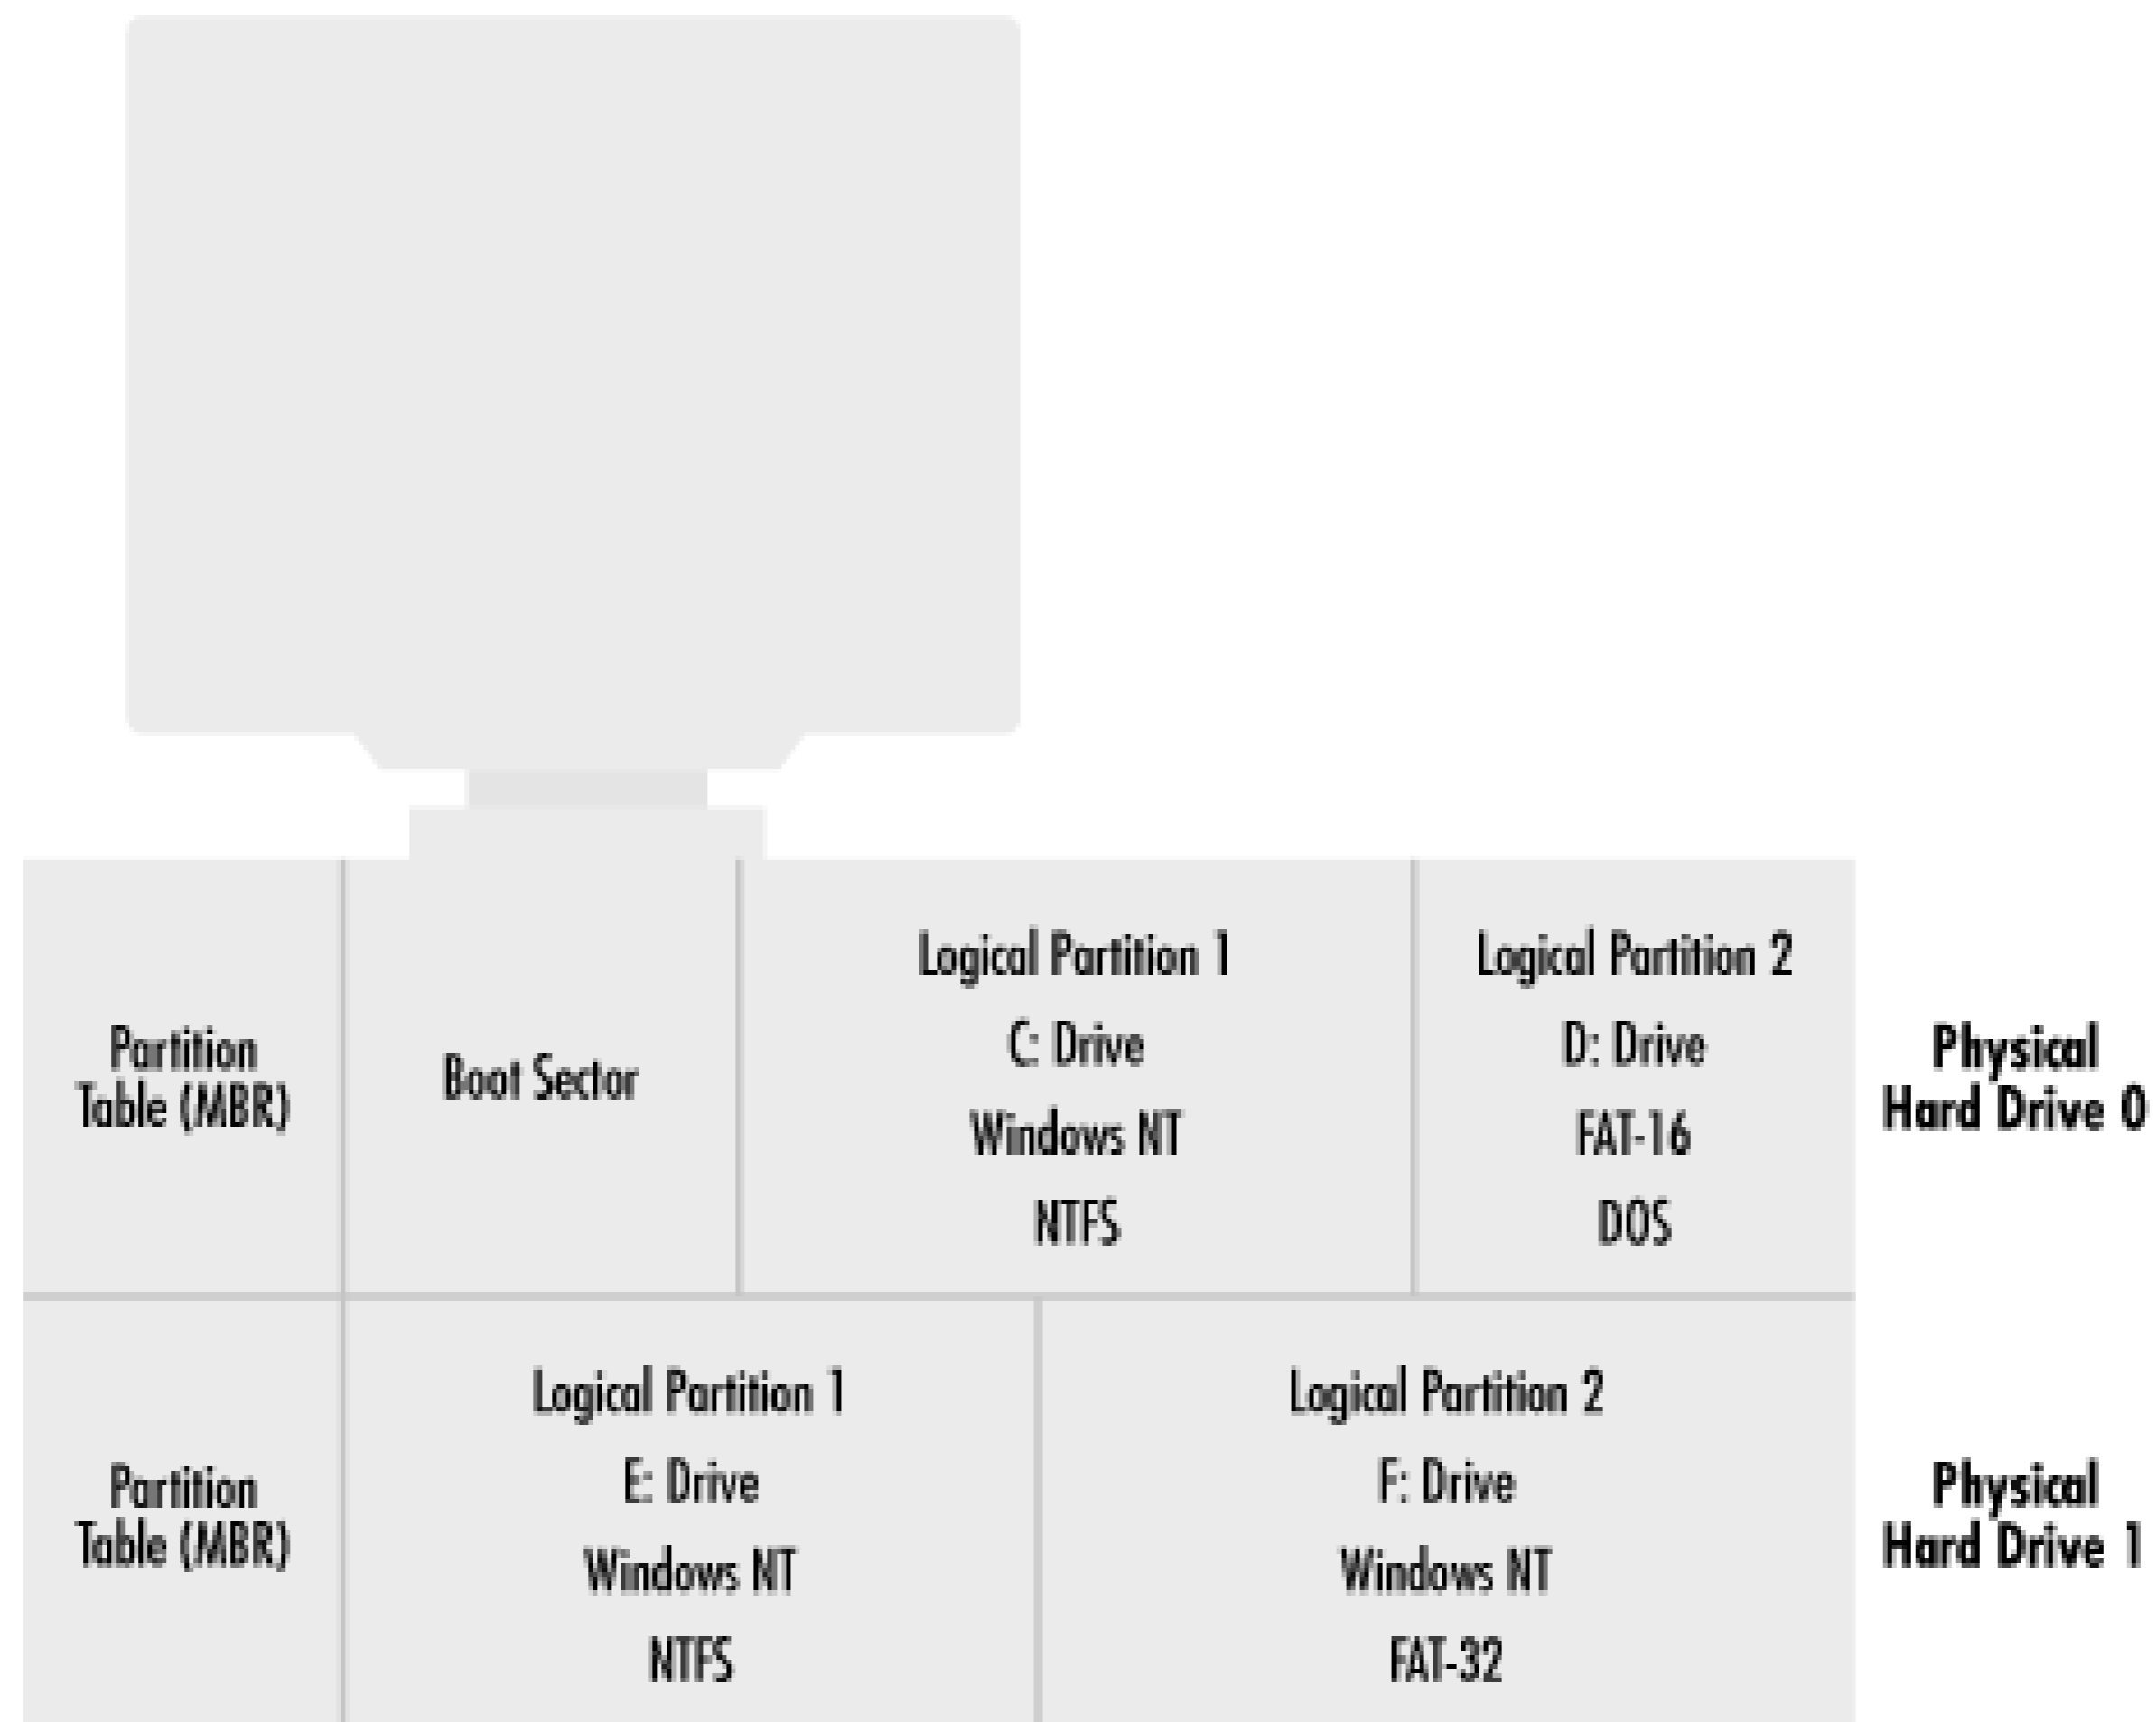 Partition
Table (MBR)
Boot Sector
Logical Partition 1
C: Drive
Windows NT
NTFS
Logical Partition 2
D: Drive
FAT-16
DOS
Physical
Hard Drive 0
Partition
Table (MBR)
Logical Partition 1
E: Drive
Windows NT
NTFS
Logical Partition 2
F: Drive
Windows NT
FAT-32
Physical
Hard Drive 1